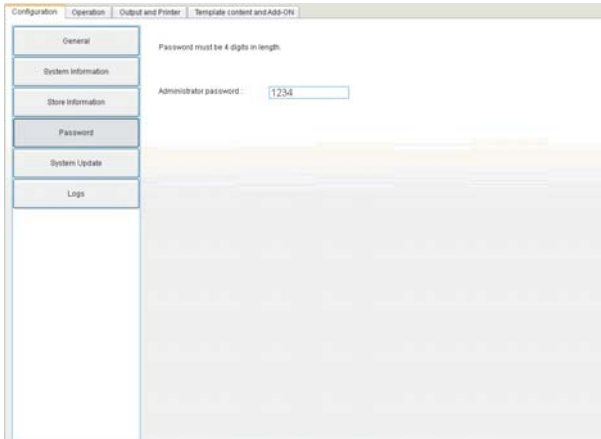 Configuration Operation Output and Printer Template content and Add-ON
General
Password must be 4 digits in length.
System Information
Administrator password :
1234
Store Information
Password
System Update
Logs